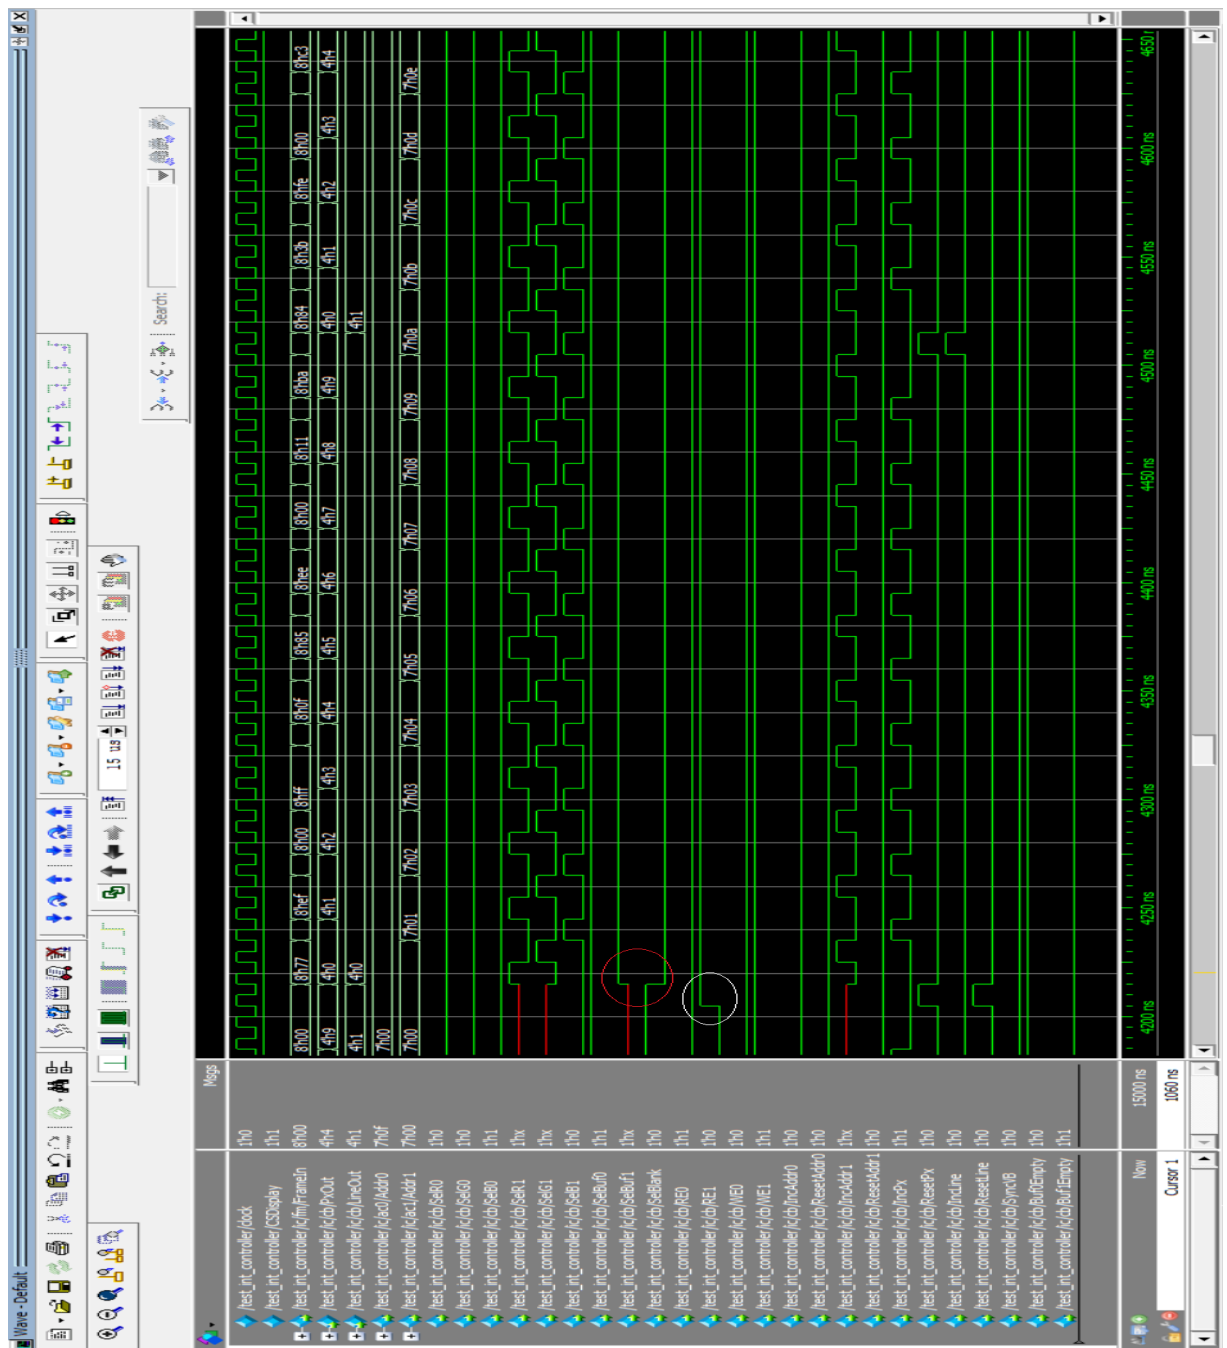 Wave - Default
15 us
Search:
Msgs
/test_int_controller/clock 1'h0
/test_int_controller/CSDisplay 1'h1
/test_int_controller/ic/fm/FrameIn 8'h00 8'h00 8'h77 8'hef 8'h00 8'hff 8'h0f 8'h85 8'hee 8'h00 8'h11 8'hba 8'h84 8'h3b 8'hfe 8'h00 8'hc3
/test_int_controller/ic/cb/PxOut 4'h4 4'h9 4'h0 4'h1 4'h2 4'h3 4'h4 4'h5 4'h6 4'h7 4'h8 4'h9 4'h0 4'h1 4'h2 4'h3 4'h4
/test_int_controller/ic/cb/LineOut 4'h1 4'h1 4'h0 4'h1
/test_int_controller/ic/ac0/Addr0 7'h0f 7'h00
/test_int_controller/ic/ac1/Addr1 7'h00 7'h00 7'h01 7'h02 7'h03 7'h04 7'h05 7'h06 7'h07 7'h08 7'h09 7'h0a 7'h0b 7'h0c 7'h0d 7'h0e
/test_int_controller/ic/cb/SelR0 1'h0
/test_int_controller/ic/cb/SelG0 1'h0
/test_int_controller/ic/cb/SelB0 1'h1
/test_int_controller/ic/cb/SelR1 1'hx
/test_int_controller/ic/cb/SelG1 1'hx
/test_int_controller/ic/cb/SelB1 1'h0
/test_int_controller/ic/cb/SelBuf0 1'h1
/test_int_controller/ic/cb/SelBuf1 1'hx
/test_int_controller/ic/cb/SelBlank 1'h0
/test_int_controller/ic/cb/RE0 1'h1
/test_int_controller/ic/cb/RE1 1'h0
/test_int_controller/ic/cb/WE0 1'h0
/test_int_controller/ic/cb/WE1 1'h1
/test_int_controller/ic/cb/IncAddr0 1'h0
/test_int_controller/ic/cb/ResetAddr0 1'h0
/test_int_controller/ic/cb/IncAddr1 1'hx
/test_int_controller/ic/cb/ResetAddr1 1'h0
/test_int_controller/ic/cb/IncPx 1'h1
/test_int_controller/ic/cb/ResetPx 1'h0
/test_int_controller/ic/cb/IncLine 1'h0
/test_int_controller/ic/cb/ResetLine 1'h0
/test_int_controller/ic/cb/SyncVB 1'h0
/test_int_controller/ic/cb/Buf0Empty 1'h0
/test_int_controller/ic/cb/Buf1Empty 1'h1
Now 15000 ns 4200 ns 4250 ns 4300 ns 4350 ns 4400 ns 4450 ns 4500 ns 4550 ns 4600 ns 4650 r
Cursor 1 1060 ns